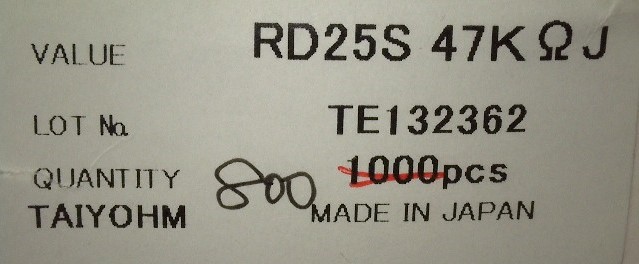 VALUE RD25S 47KΩJ
LOT No. TE132362
QUANTITY 800 1000pcs
TAIYOHM MADE IN JAPAN